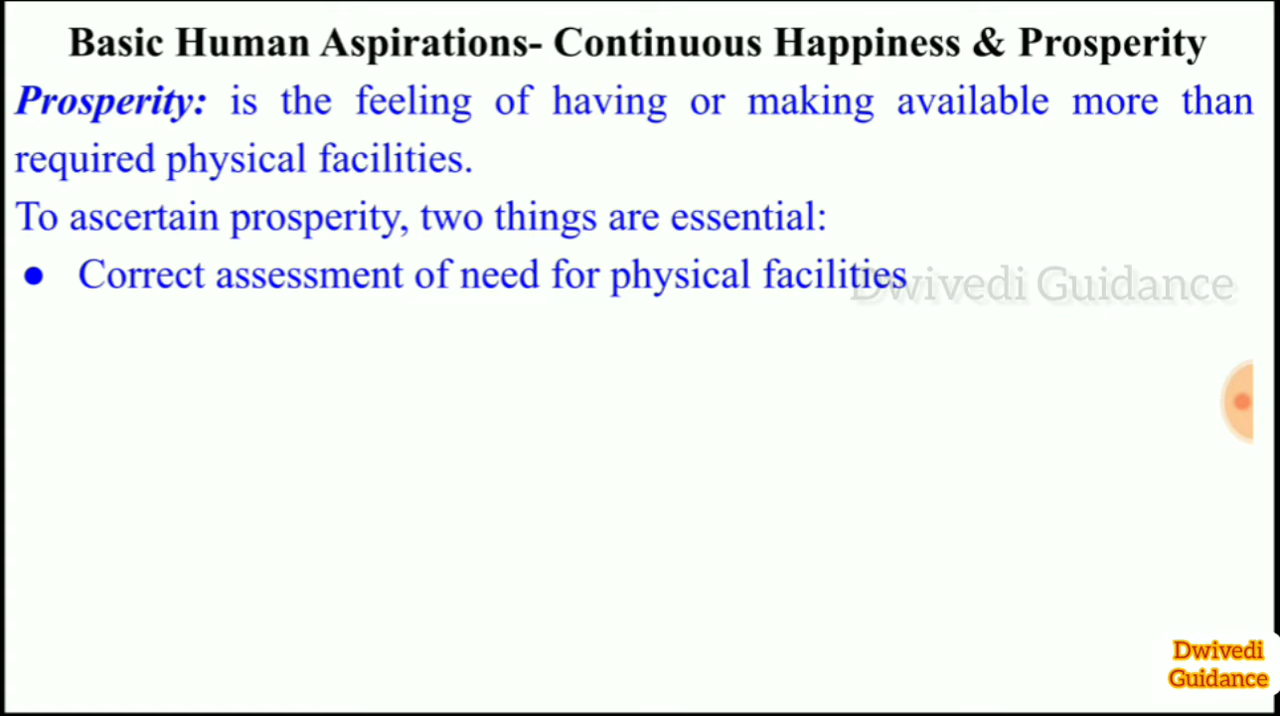 Basic Human Aspirations- Continuous Happiness & Prosperity
Prosperity: is the feeling of having or making available more than
required physical facilities.
To ascertain prosperity, two things are essential:
● Correct assessment of need for physical facilities
Dwivedi Guidance
Dwivedi
Guidance